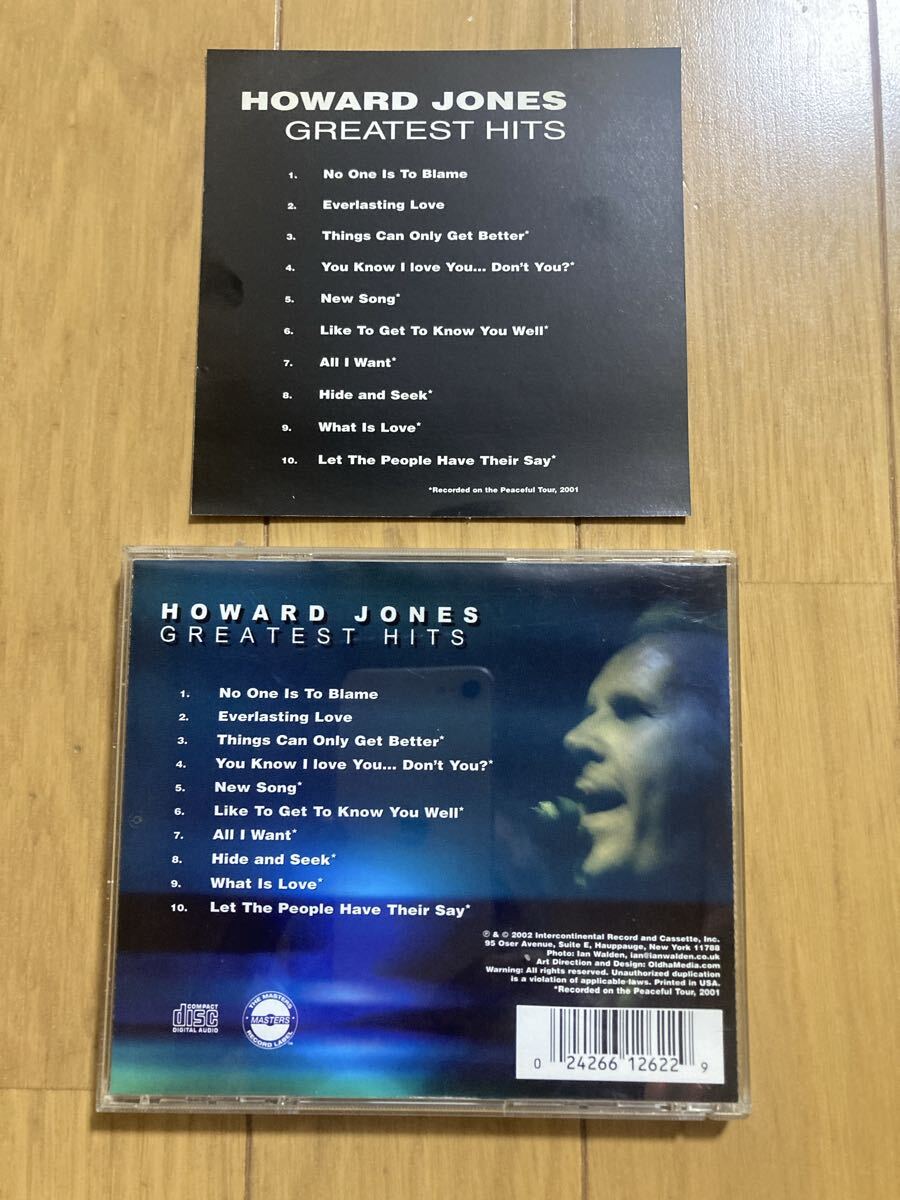 HOWARD JONES
GREATEST HITS
1. No One Is To Blame
2. Everlasting Love
3. Things Can Only Get Better*
4. You Know I love You... Don't You?*
5. New Song*
6. Like To Get To Know You Well*
7. All I Want*
8. Hide and Seek*
9. What Is Love*
10. Let The People Have Their Say*
*Recorded on the Peaceful Tour, 2001
HOWARD JONES
GREATEST HITS
1. No One Is To Blame
2. Everlasting Love
3. Things Can Only Get Better*
4. You Know I love You... Don't You?*
5. New Song*
6. Like To Get To Know You Well*
7. All I Want*
8. Hide and Seek*
9. What Is Love*
10. Let The People Have Their Say*
℗ & © 2002 Intercontinental Record and Cassette, Inc.
95 Oser Avenue, Suite E, Hauppauge, New York 11788
Photo: Ian Walden, ian@ianwalden.co.uk
Art Direction and Design: OldhaMedia.com
Warning: All rights reserved. Unauthorized duplication
is a violation of applicable laws. Printed in USA.
*Recorded on the Peaceful Tour, 2001
COMPACT
disc
DIGITAL AUDIO
THE MASTERS
MASTERS
RECORD LABEL
TM
0 24266 12622 9